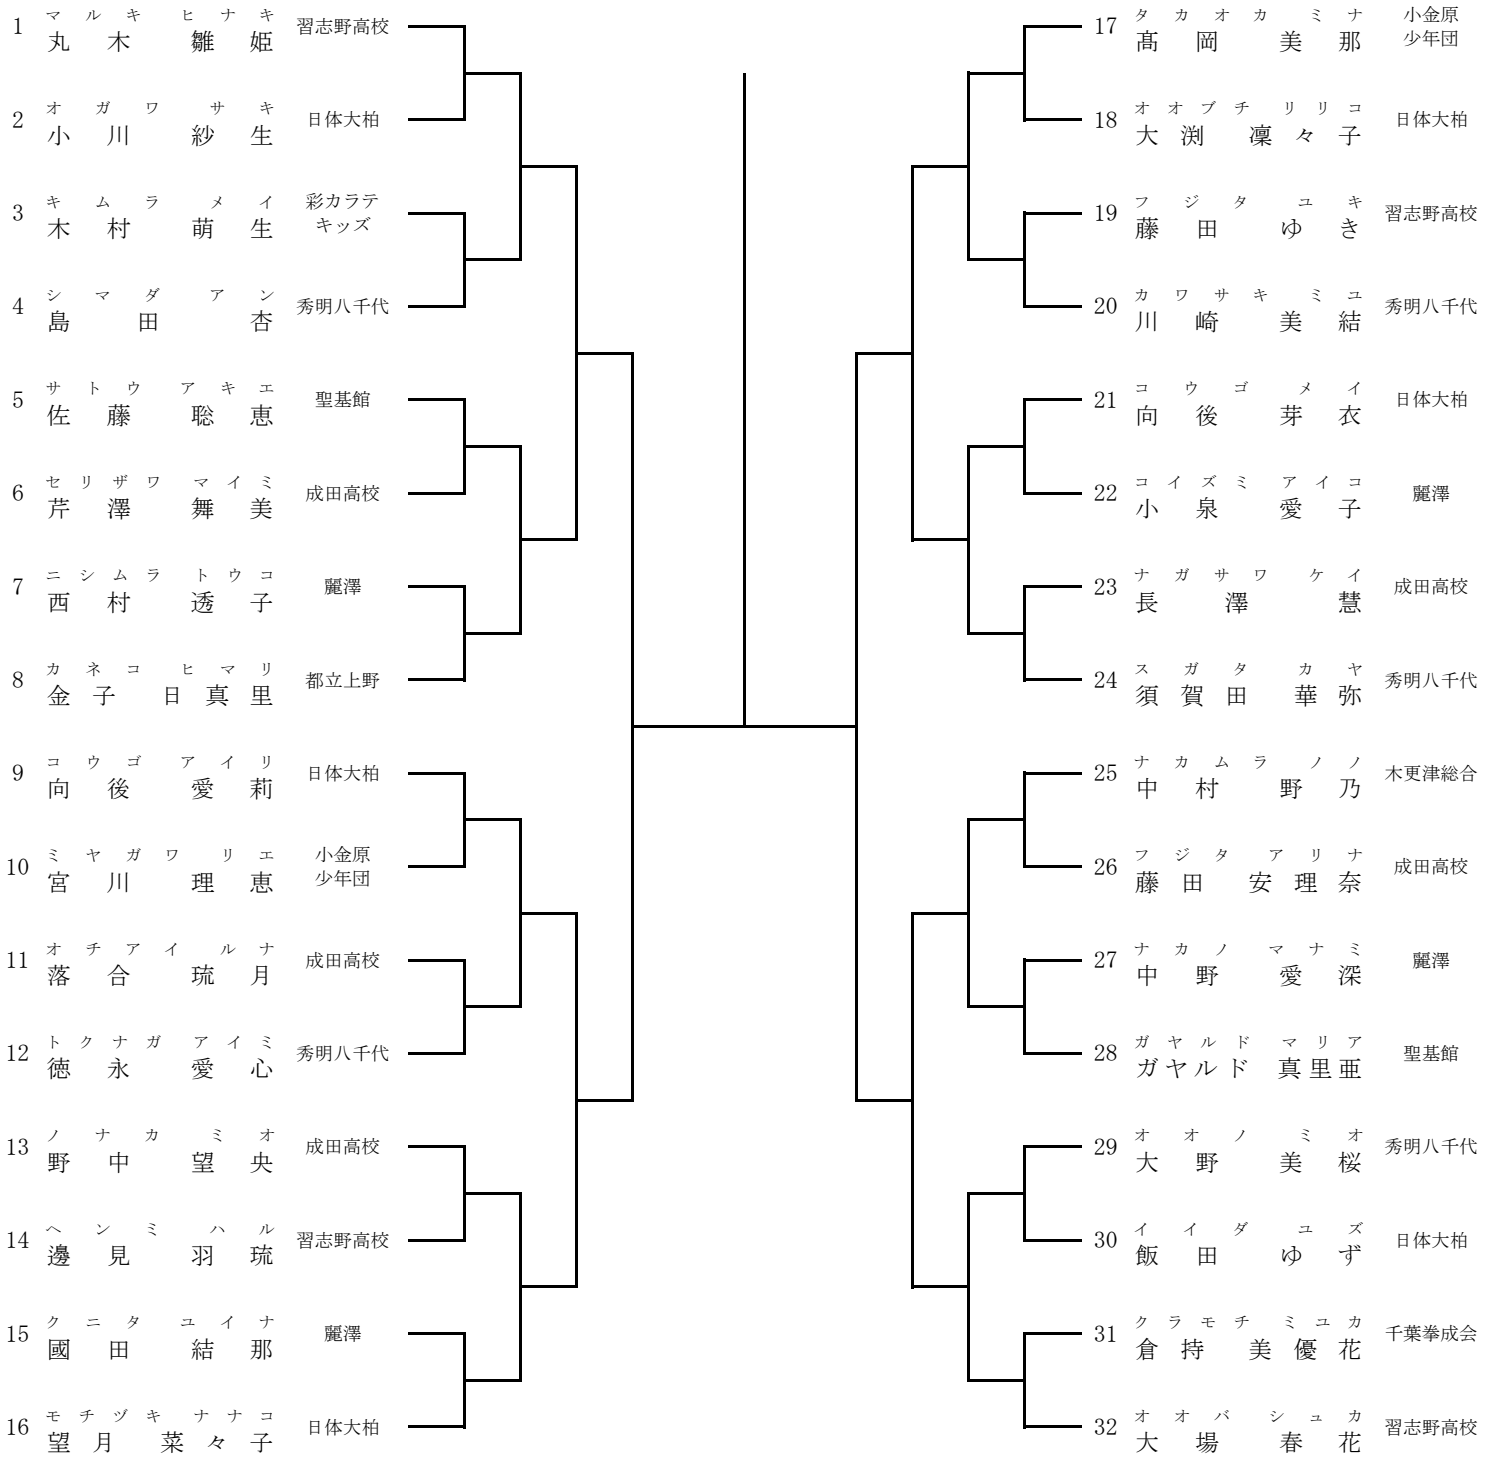 マルキ ヒナキ
1 丸木 雛姫 習志野高校
オガワ サキ
2 小川 紗生 日体大柏
キムラ メイ
3 木村 萌生 彩カラテ
キッズ
シマダ アン
4 島田 杏 秀明八千代
サトウ アキエ
5 佐藤 聡恵 聖基館
セリザワ マイミ
6 芹澤 舞美 成田高校
ニシムラ トウコ
7 西村 透子 麗澤
カネコ ヒマリ
8 金子 日真里 都立上野
コウゴ アイリ
9 向後 愛莉 日体大柏
ミヤガワ リエ
10 宮川 理恵 小金原
少年団
オチアイ ルナ
11 落合 琉月 成田高校
トクナガ アイミ
12 徳永 愛心 秀明八千代
ノナカ ミオ
13 野中 望央 成田高校
ヘンミ ハル
14 邊見 羽琉 習志野高校
クニタ ユイナ
15 國田 結那 麗澤
モチヅキ ナナコ
16 望月 菜々子 日体大柏
タカオカ ミナ
17 髙岡 美那 小金原
少年団
オオブチ リリコ
18 大渕 凜々子 日体大柏
フジタ ユキ
19 藤田 ゆき 習志野高校
カワサキ ミユ
20 川崎 美結 秀明八千代
コウゴ メイ
21 向後 芽衣 日体大柏
コイズミ アイコ
22 小泉 愛子 麗澤
ナガサワ ケイ
23 長澤 慧 成田高校
スガタ カヤ
24 須賀田 華弥 秀明八千代
ナカムラ ノノ
25 中村 野乃 木更津総合
フジタ アリナ
26 藤田 安理奈 成田高校
ナカノ マナミ
27 中野 愛深 麗澤
ガヤルド マリア
28 ガヤルド 真里亜 聖基館
オオノ ミオ
29 大野 美桜 秀明八千代
イイダ ユズ
30 飯田 ゆず 日体大柏
クラモチ ミユカ
31 倉持 美優花 千葉拳成会
オオバ シュカ
32 大場 春花 習志野高校